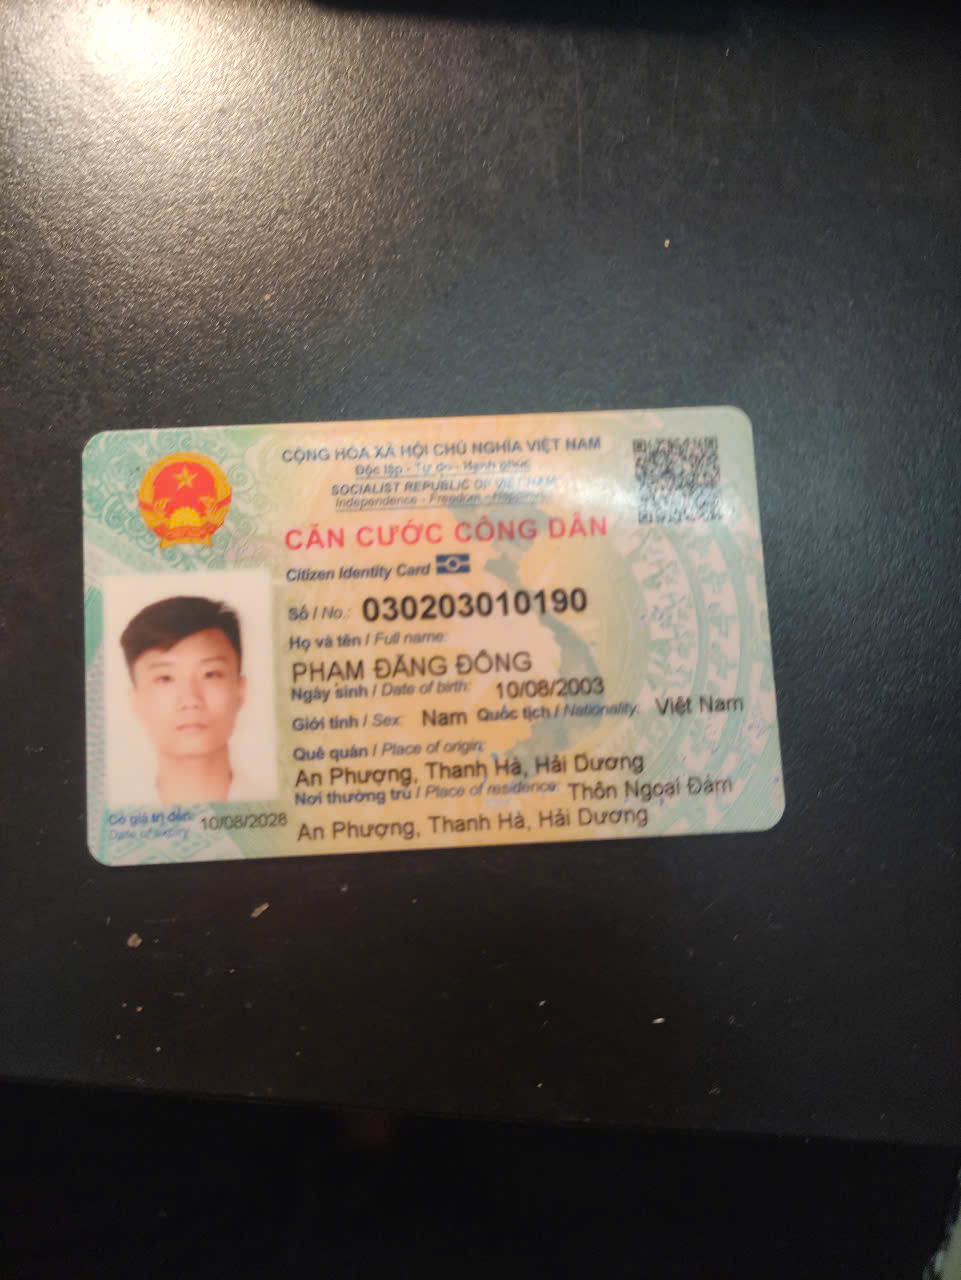 CỘNG HÒA XÃ HỘI CHỦ NGHĨA VIỆT NAM
Độc lập - Tự do - Hạnh phúc
SOCIALIST REPUBLIC OF VIET NAM
Independence - Freedom - Happiness
CĂN CƯỚC CÔNG DÂN
Citizen Identity Card
Số / No.: 030203010190
Họ và tên / Full name:
PHẠM ĐĂNG ĐÔNG
Ngày sinh / Date of birth: 10/08/2003
Giới tính / Sex: Nam Quốc tịch / Nationality: Việt Nam
Quê quán / Place of origin:
An Phượng, Thanh Hà, Hải Dương
Nơi thường trú / Place of residence: Thôn Ngoại Đàm
An Phượng, Thanh Hà, Hải Dương
Có giá trị đến: 10/08/2028
Date of expiry